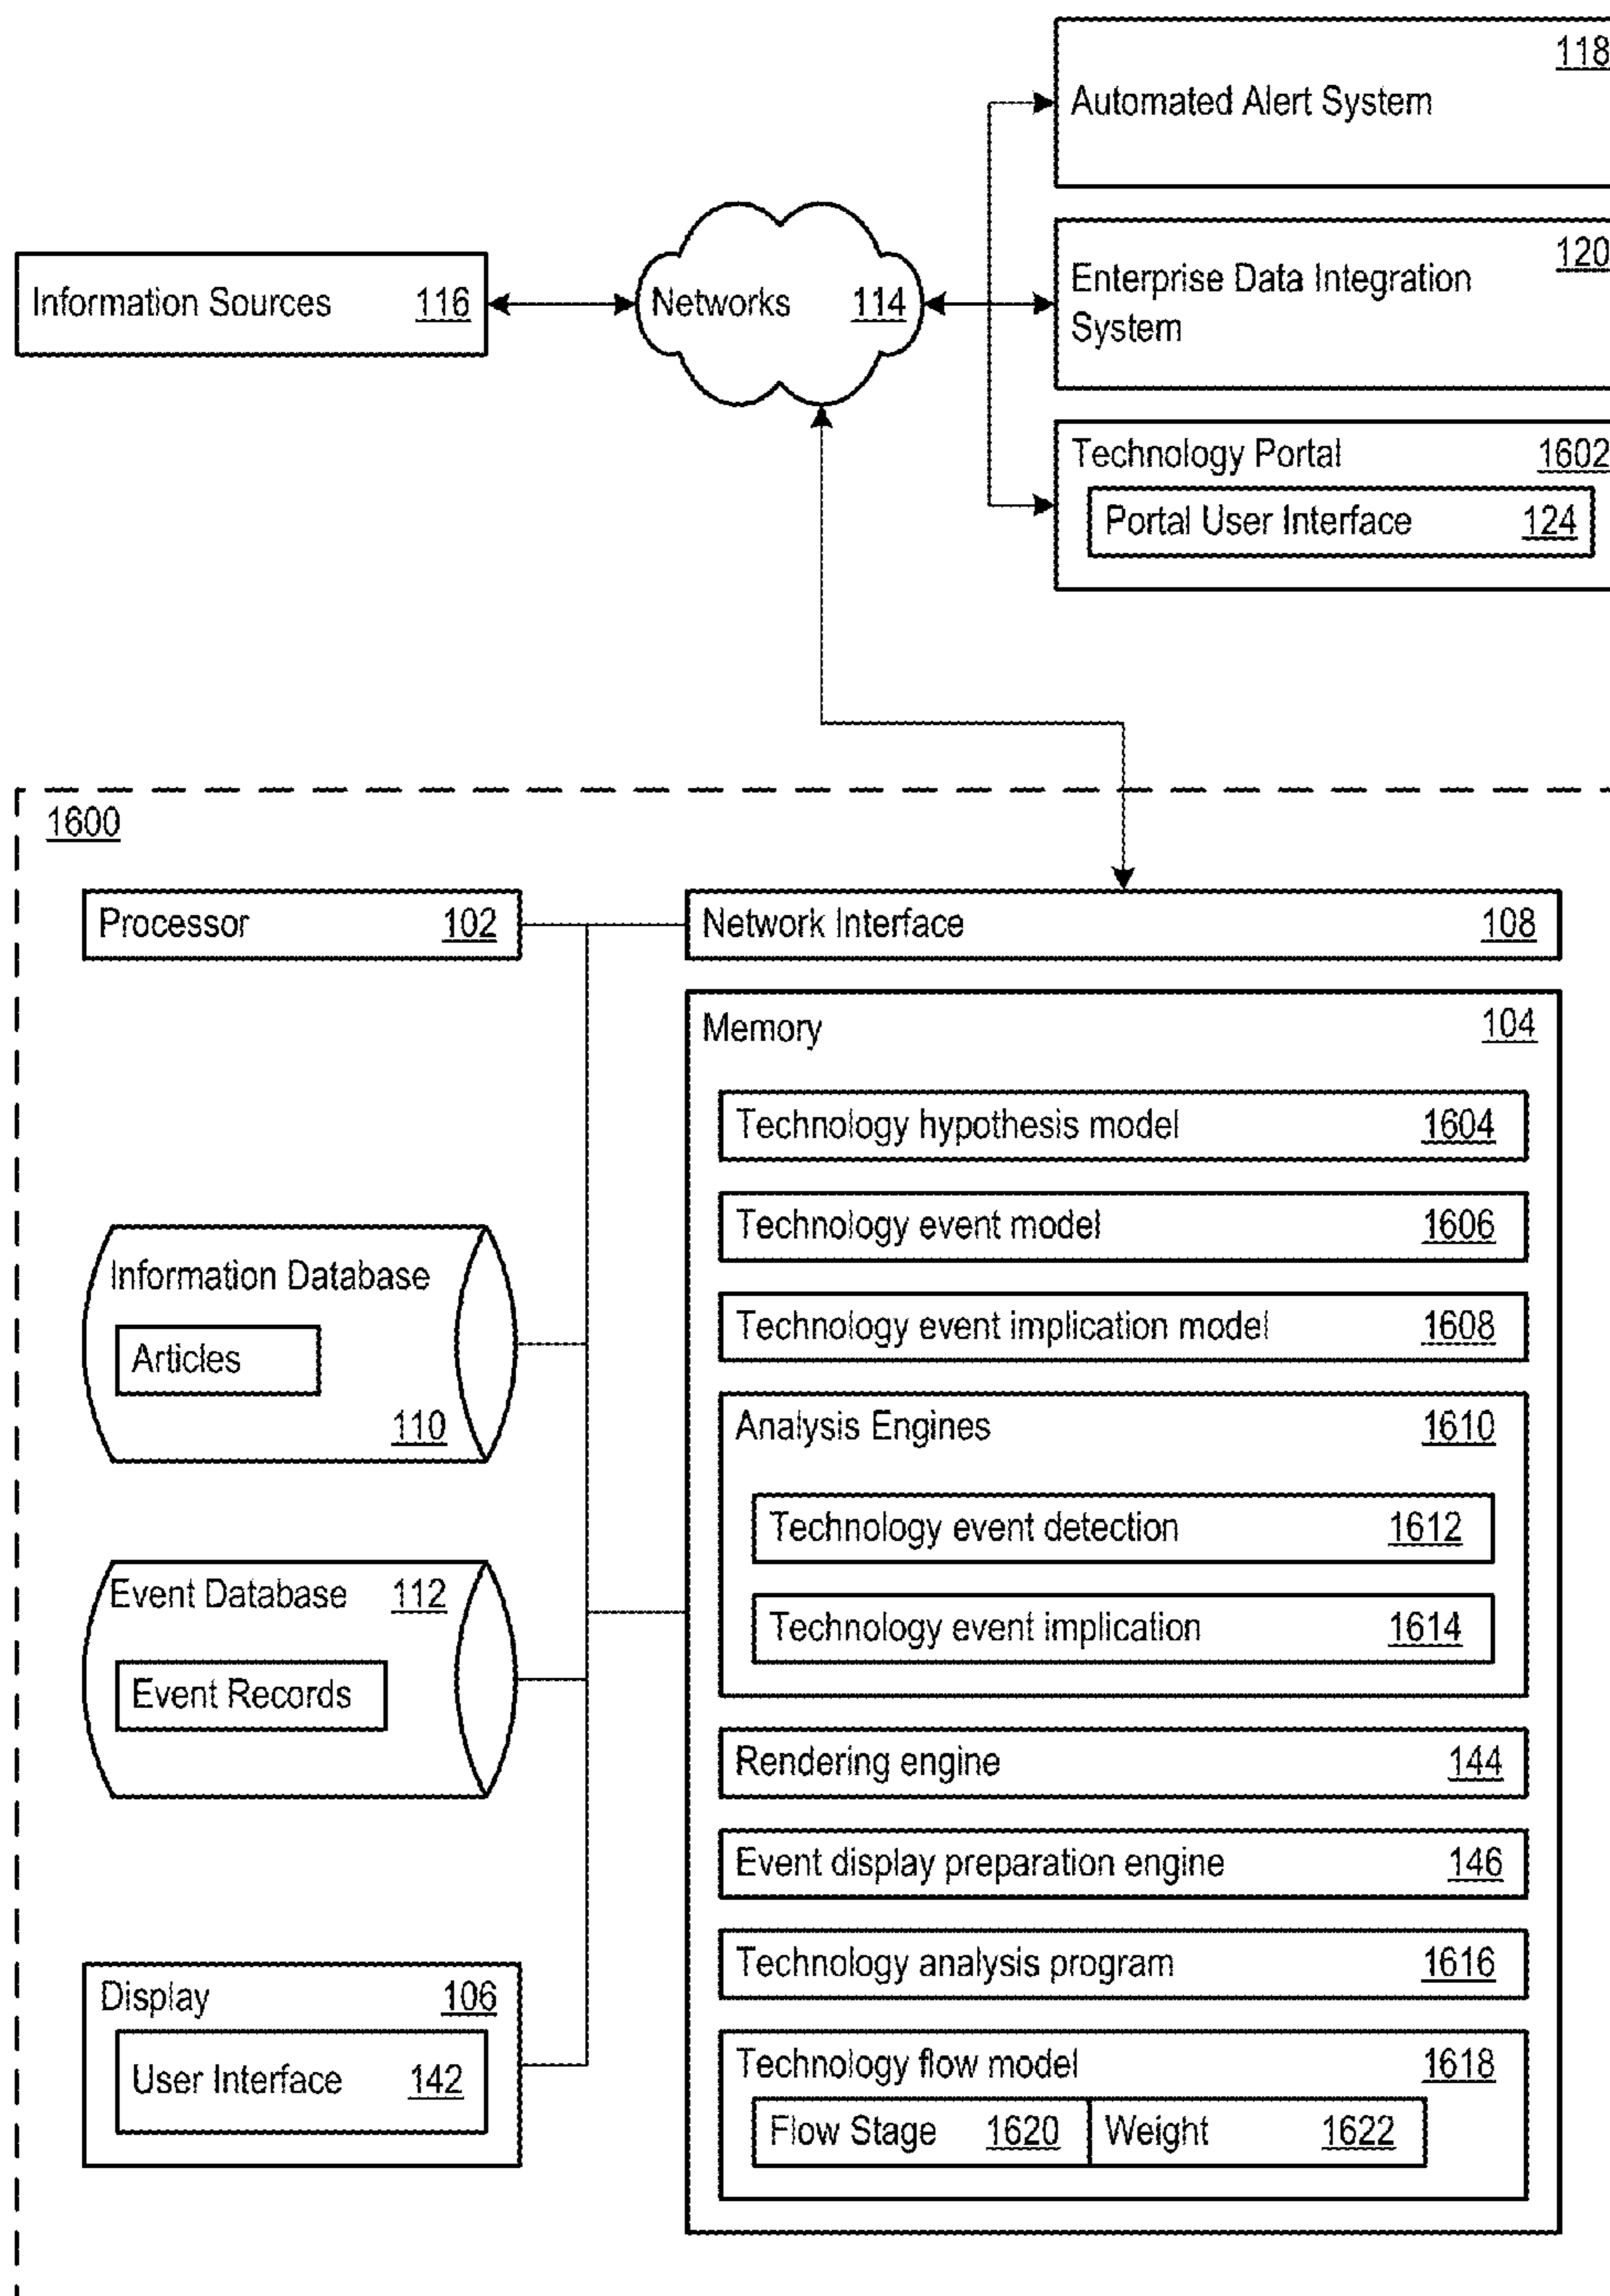 118
Automated Alert System
Information Sources 116
Networks 114
120
Enterprise Data Integration
System
Technology Portal 1602
Portal User Interface 124
1600
Processor 102
Network Interface 108
Memory 104
Technology hypothesis model 1604
Technology event model 1606
Technology event implication model 1608
Information Database
Articles
110
Analysis Engines 1610
Technology event detection 1612
Technology event implication 1614
Event Database 112
Event Records
Rendering engine 144
Event display preparation engine 146
Technology analysis program 1616
Display 106
User Interface 142
Technology flow model 1618
Flow Stage 1620 Weight 1622